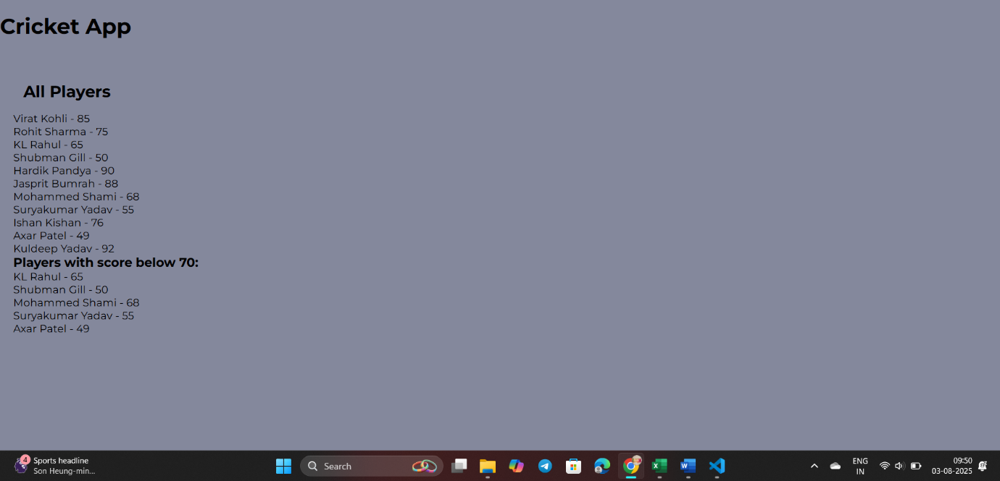 Cricket App
All Players
Virat Kohli - 85
Rohit Sharma - 75
KL Rahul - 65
Shubman Gill - 50
Hardik Pandya - 90
Jasprit Bumrah - 88
Mohammed Shami - 68
Suryakumar Yadav - 55
Ishan Kishan - 76
Axar Patel - 49
Kuldeep Yadav - 92
Players with score below 70:
KL Rahul - 65
Shubman Gill - 50
Mohammed Shami - 68
Suryakumar Yadav - 55
Axar Patel - 49
4
Sports headline
Son Heung-min...
Search
ENG
IN
09:50
03-08-2025